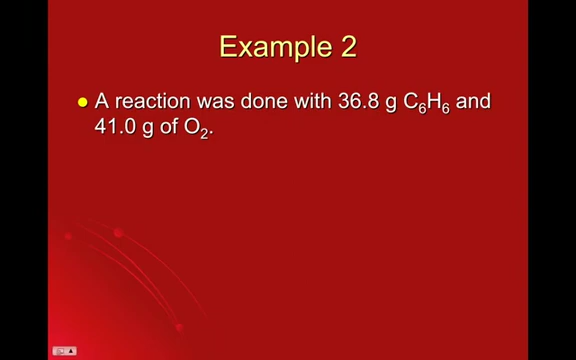 Example 2
A reaction was done with 36.8 g C₆H₆ and
41.0 g of O₂.